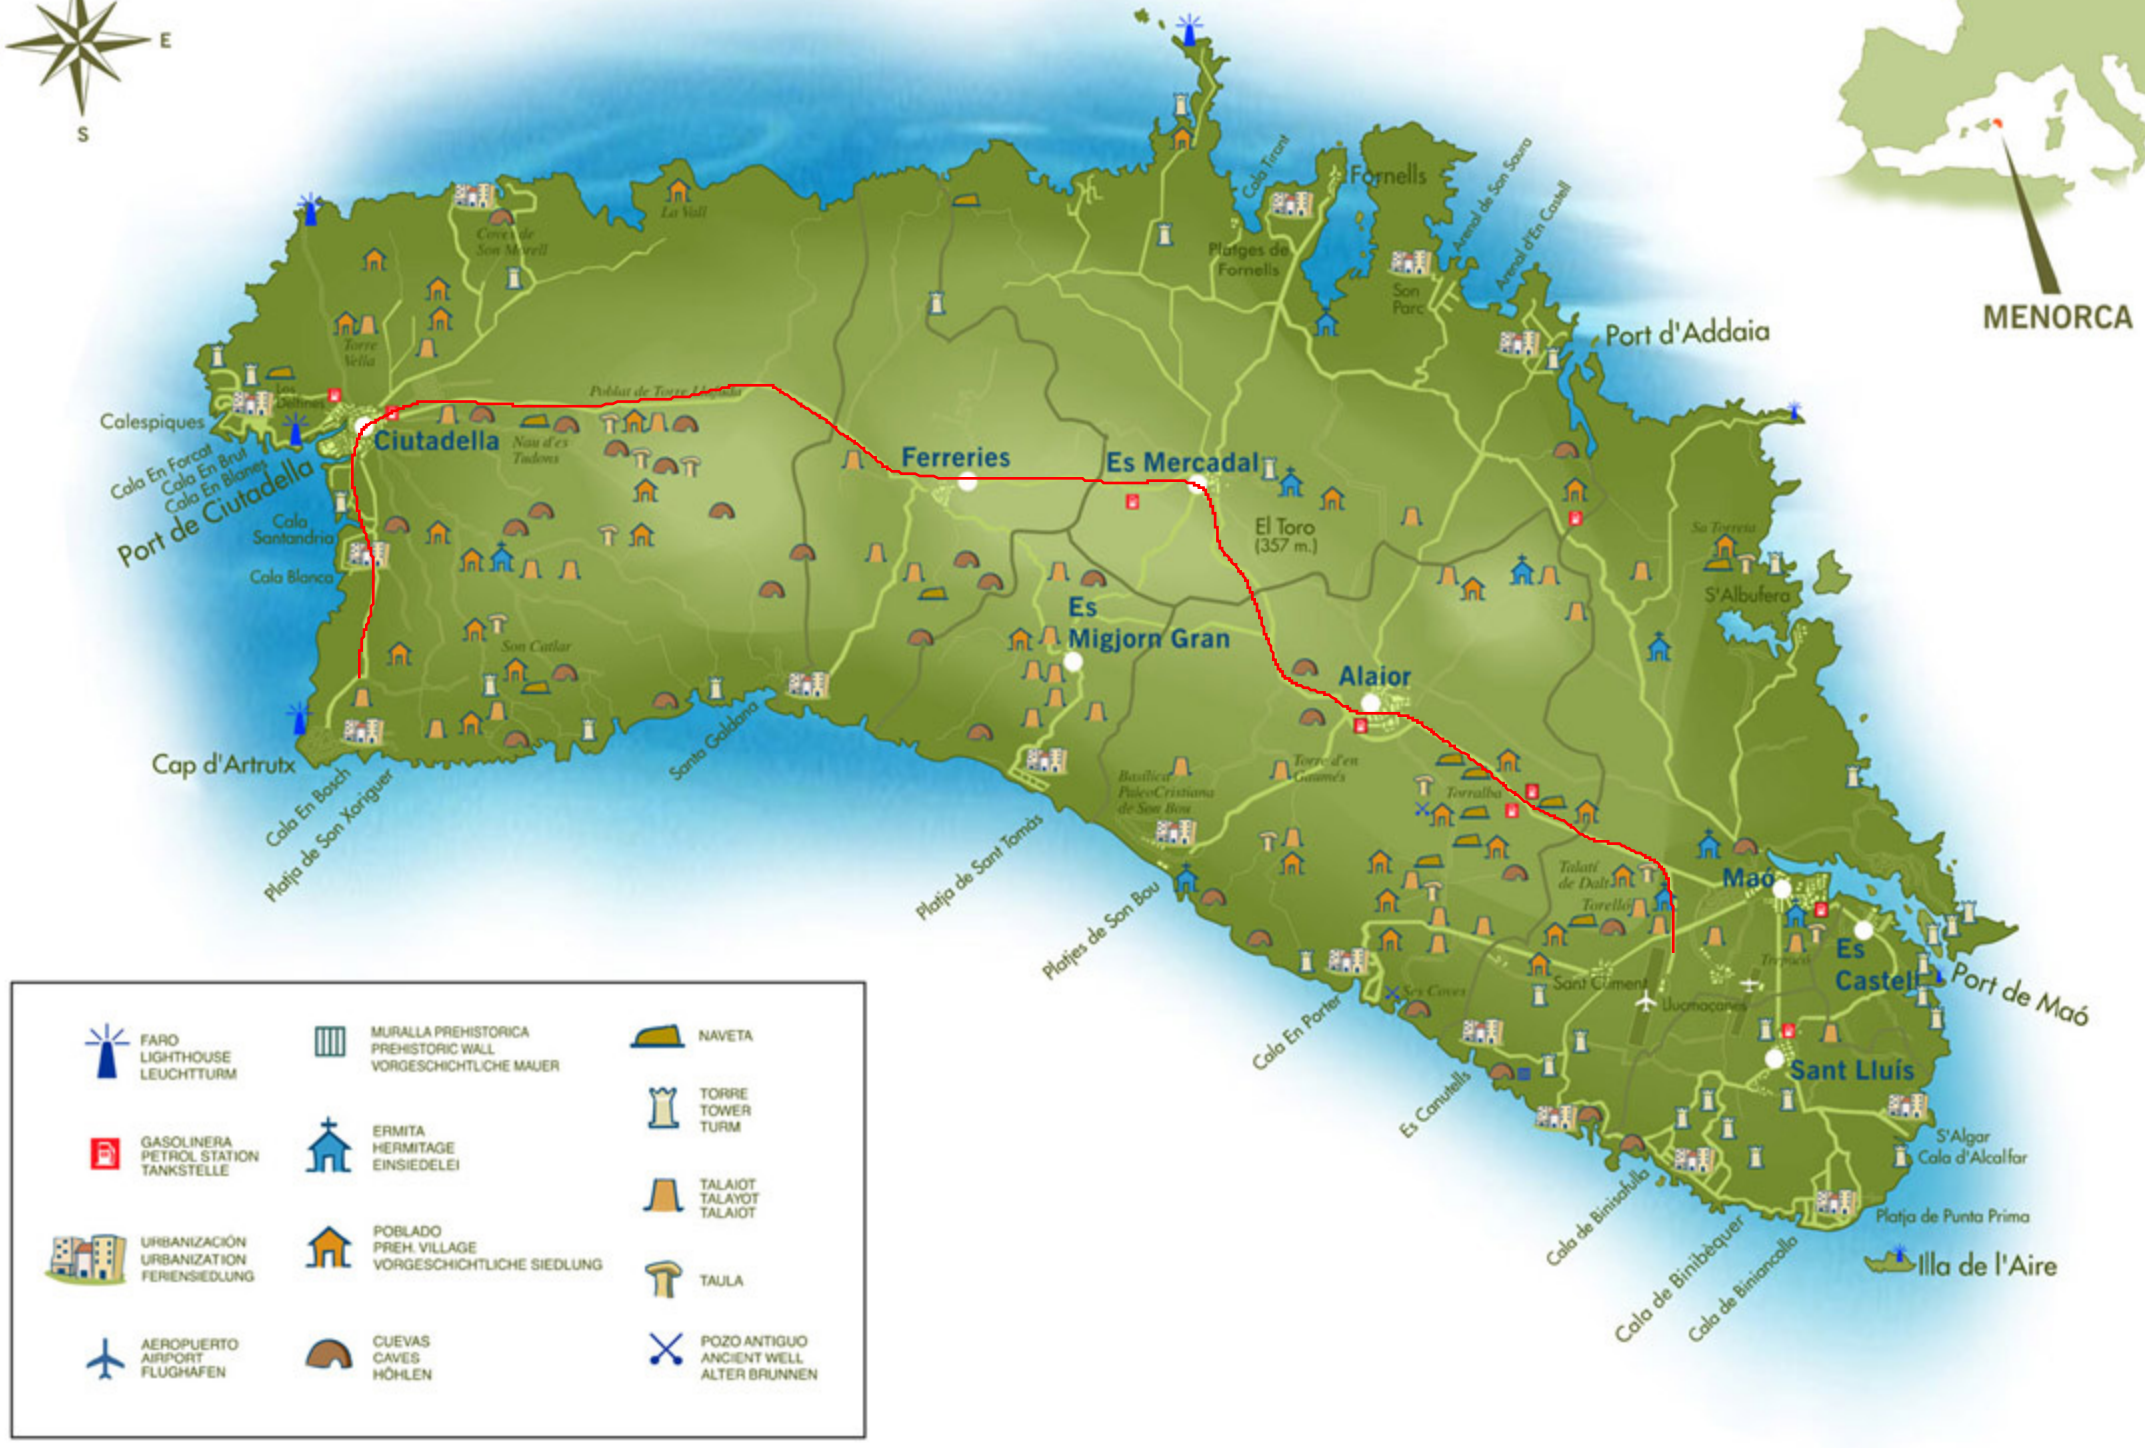 E
S
MENORCA
Cala Tirant
Fornells
Arenal de Son Saura
Arenal d'En Castell
La Vall
Coves de
Son Morell
Platges de
Fornells
Son
Parc
Port d'Addaia
Torre
Vella
Los
Delfines
Calespiques
Poblat de Torre Llafuda
Ciutadella
Nau d'es
Tudons
Ferreries
Es Mercadal
Cala En Forcat
Cala En Brut
Cala En Blanes
Port de Ciutadella
El Toro
(357 m.)
Sa Torreta
Cala
Santandria
Cala Blanca
S'Albufera
Es
Migjorn Gran
Son Catlar
Alaior
Santa Galdana
Cap d'Artrutx
Cala En Bosch
Platja de Son Xoriguer
Basílica
PaleoCristiana
de Son Bou
Torre d'en
Gaumés
Torralba
Platja de Sant Tomàs
Platjes de Son Bou
Talatí
de Dalt
Torelló
Maó
Es
Castell
Trepucó
Port de Maó
Sant Climent
Llucmaçanes
Ses Coves
Cala En Porter
Es Canutells
Sant Lluís
S'Algar
Cala d'Alcalfar
Cala de Binisafulla
Cala de Binibèquer
Cala de Biniancolla
Platja de Punta Prima
Illa de l'Aire
FARO
LIGHTHOUSE
LEUCHTTURM
MURALLA PREHISTORICA
PREHISTORIC WALL
VORGESCHICHTLICHE MAUER
NAVETA
TORRE
TOWER
TURM
GASOLINERA
PETROL STATION
TANKSTELLE
ERMITA
HERMITAGE
EINSIEDELEI
TALAIOT
TALAYOT
TALAIOT
URBANIZACIÓN
URBANIZATION
FERIENSIEDLUNG
POBLADO
PREH. VILLAGE
VORGESCHICHTLICHE SIEDLUNG
TAULA
AEROPUERTO
AIRPORT
FLUGHAFEN
CUEVAS
CAVES
HÖHLEN
POZO ANTIGUO
ANCIENT WELL
ALTER BRUNNEN